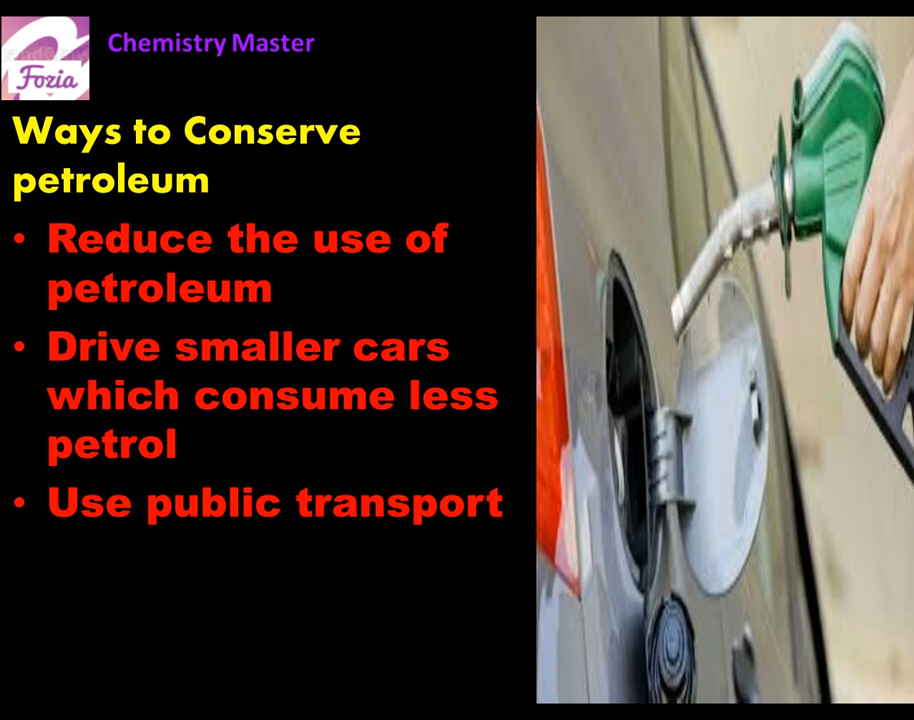 Chemistry Master
Fozia
Ways to Conserve
petroleum
• Reduce the use of
petroleum
• Drive smaller cars
which consume less
petrol
• Use public transport